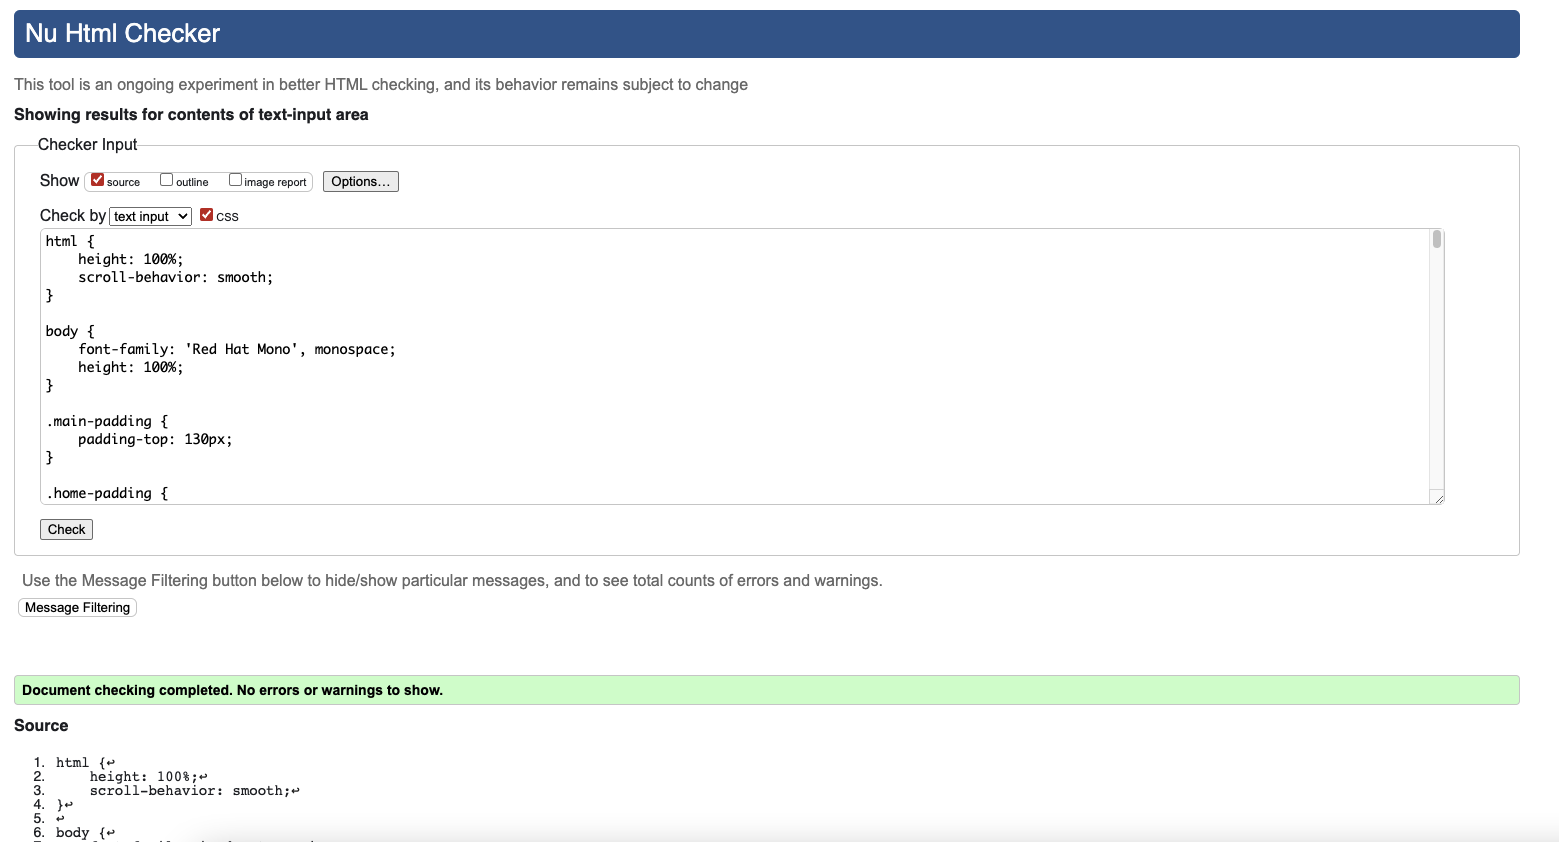 Nu Html Checker
This tool is an ongoing experiment in better HTML checking, and its behavior remains subject to change
Showing results for contents of text-input area
Checker Input
Show source outline image report Options…
Check by text input CSS
html {
    height: 100%;
    scroll-behavior: smooth;
}
body {
    font-family: 'Red Hat Mono', monospace;
    height: 100%;
}
.main-padding {
    padding-top: 130px;
}
.home-padding {
Check
Use the Message Filtering button below to hide/show particular messages, and to see total counts of errors and warnings.
Message Filtering
Document checking completed. No errors or warnings to show.
Source
1. html {↩
2.     height: 100%;↩
3.     scroll-behavior: smooth;↩
4. }↩
5. ↩
6. body {↩